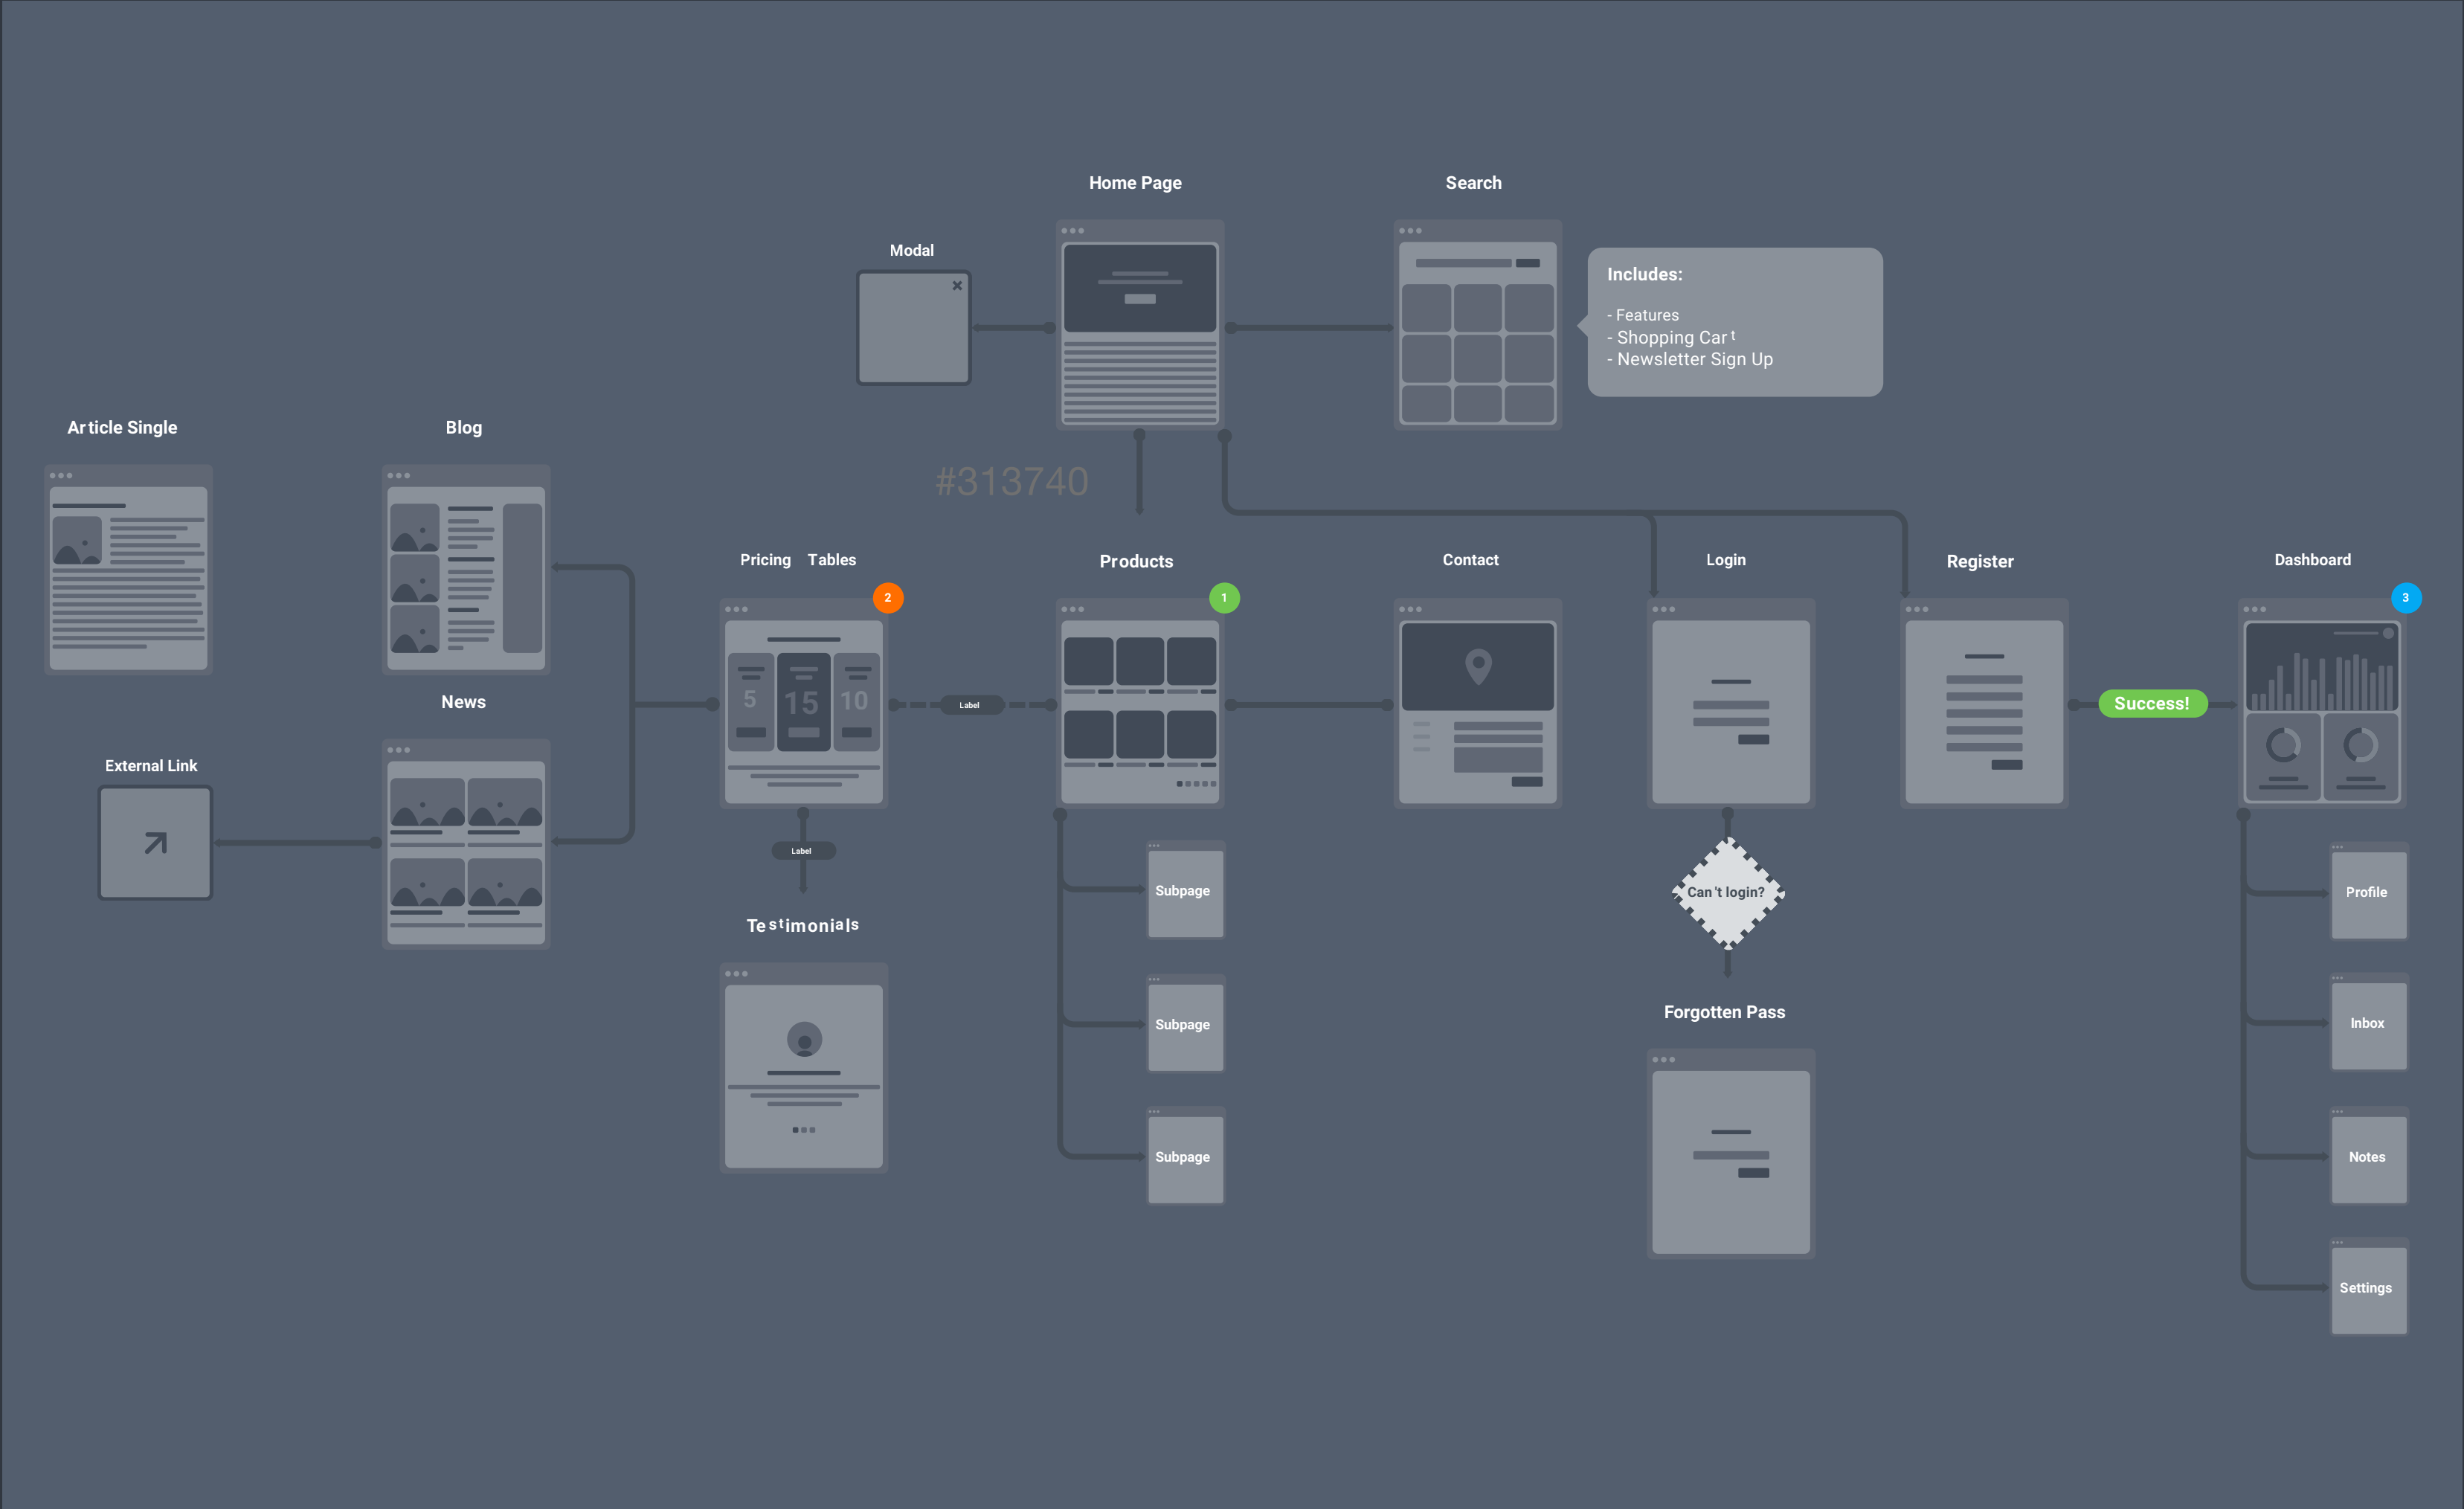 Home Page
Search
Modal
Includes:
- Features
- Shopping Cart
- Newsletter Sign Up
Article Single
Blog
#313740
Pricing Tables
Products
Contact
Login
Register
Dashboard
2
1
3
5
15
10
Label
Success!
News
External Link
Label
Subpage
Can't login?
Profile
Testimonials
Subpage
Inbox
Forgotten Pass
Subpage
Notes
Settings